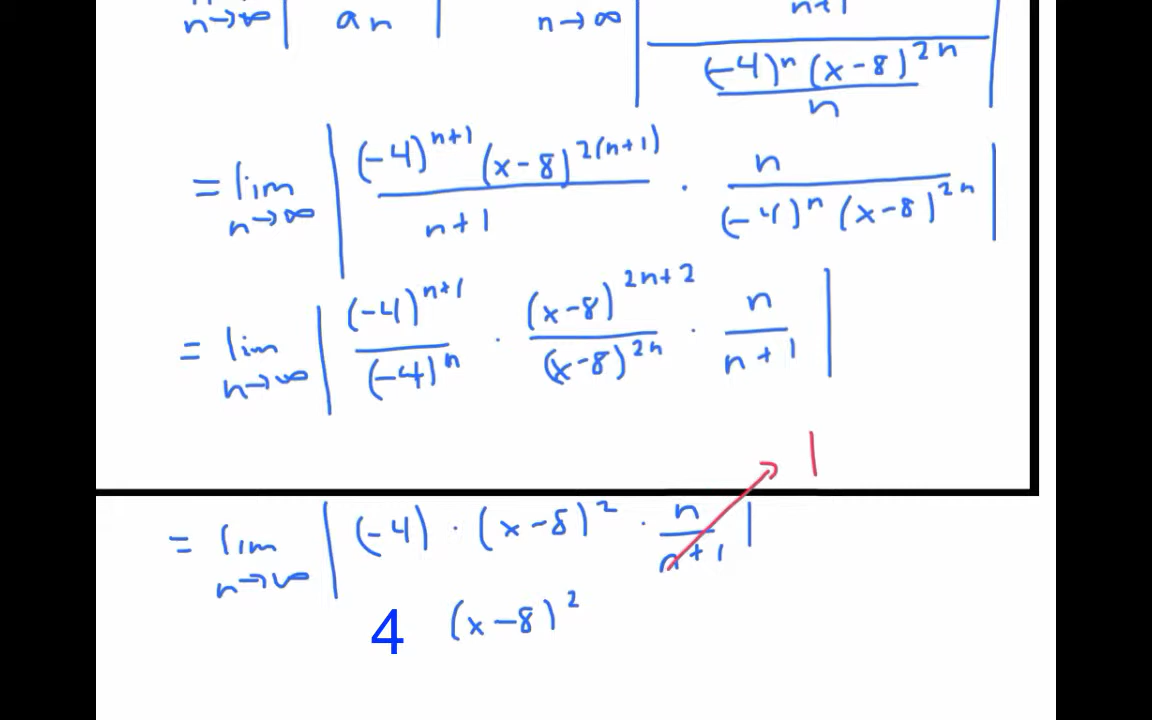 n→∞ | a n | n→∞ | n+1
(-4)^n (x-8)^{2n}
n
= lim n→∞ | (-4)^{n+1} (x-8)^{2(n+1)} / n+1 · n / (-4)^n (x-8)^{2n} |
= lim n→∞ | (-4)^{n+1} / (-4)^n · (x-8)^{2n+2} / (x-8)^{2n} · n / n+1 |
1
= lim n→∞ | (-4) · (x-8)^2 · n / n+1 |
4 (x-8)^2